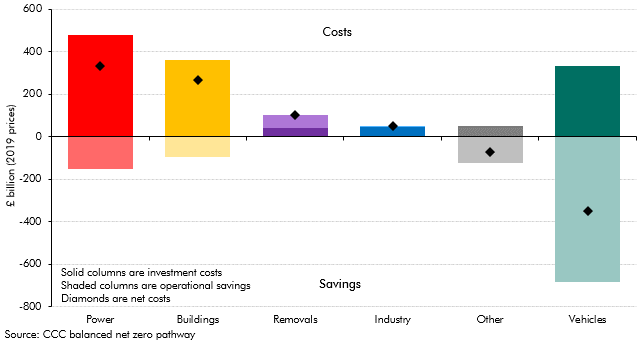 600
400
200
0
-200
-400
-600
-800
£ billion (2019 prices)
Costs
Savings
Solid columns are investment costs
Shaded columns are operational savings
Diamonds are net costs
Power Buildings Removals Industry Other Vehicles
Source: CCC balanced net zero pathway